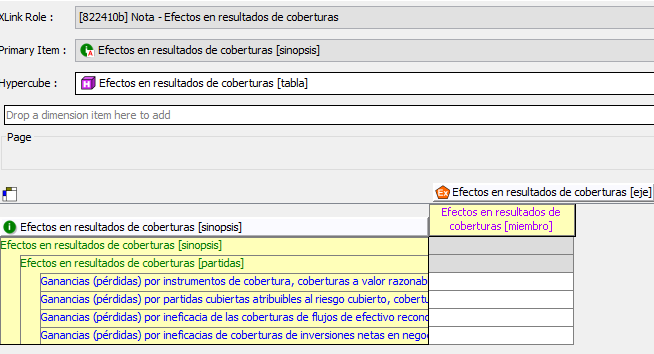 XLink Role :
[822410b] Nota - Efectos en resultados de coberturas
Primary Item :
Efectos en resultados de coberturas [sinopsis]
Hypercube :
Efectos en resultados de coberturas [tabla]
Drop a dimension item here to add
Page
Efectos en resultados de coberturas [eje]
Efectos en resultados de coberturas [sinopsis]
Efectos en resultados de
coberturas [miembro]
Efectos en resultados de coberturas [sinopsis]
Efectos en resultados de coberturas [partidas]
Ganancias (pérdidas) por instrumentos de cobertura, coberturas a valor razonab
Ganancias (pérdidas) por partidas cubiertas atribuibles al riesgo cubierto, cobertu
Ganancias (pérdidas) por ineficacia de las coberturas de flujos de efectivo recono
Ganancias (pérdidas) por ineficacias de coberturas de inversiones netas en nego